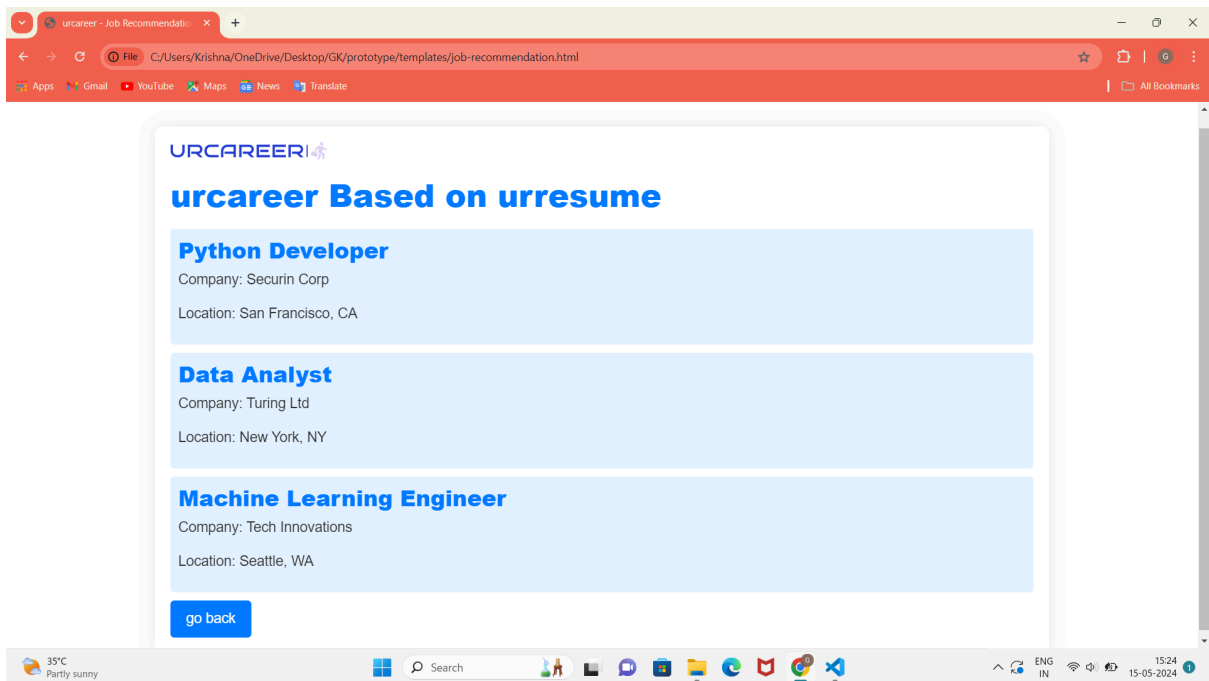 urcareer - Job Recommendatio
File C:/Users/Krishna/OneDrive/Desktop/GK/prototype/templates/job-recommendation.html G
Apps Gmail YouTube Maps News Translate All Bookmarks
URCAREER
urcareer Based on urresume
Python Developer
Company: Securin Corp
Location: San Francisco, CA
Data Analyst
Company: Turing Ltd
Location: New York, NY
Machine Learning Engineer
Company: Tech Innovations
Location: Seattle, WA
go back
35°C
Partly sunny
Search
ENG
IN
15:24
15-05-2024
1